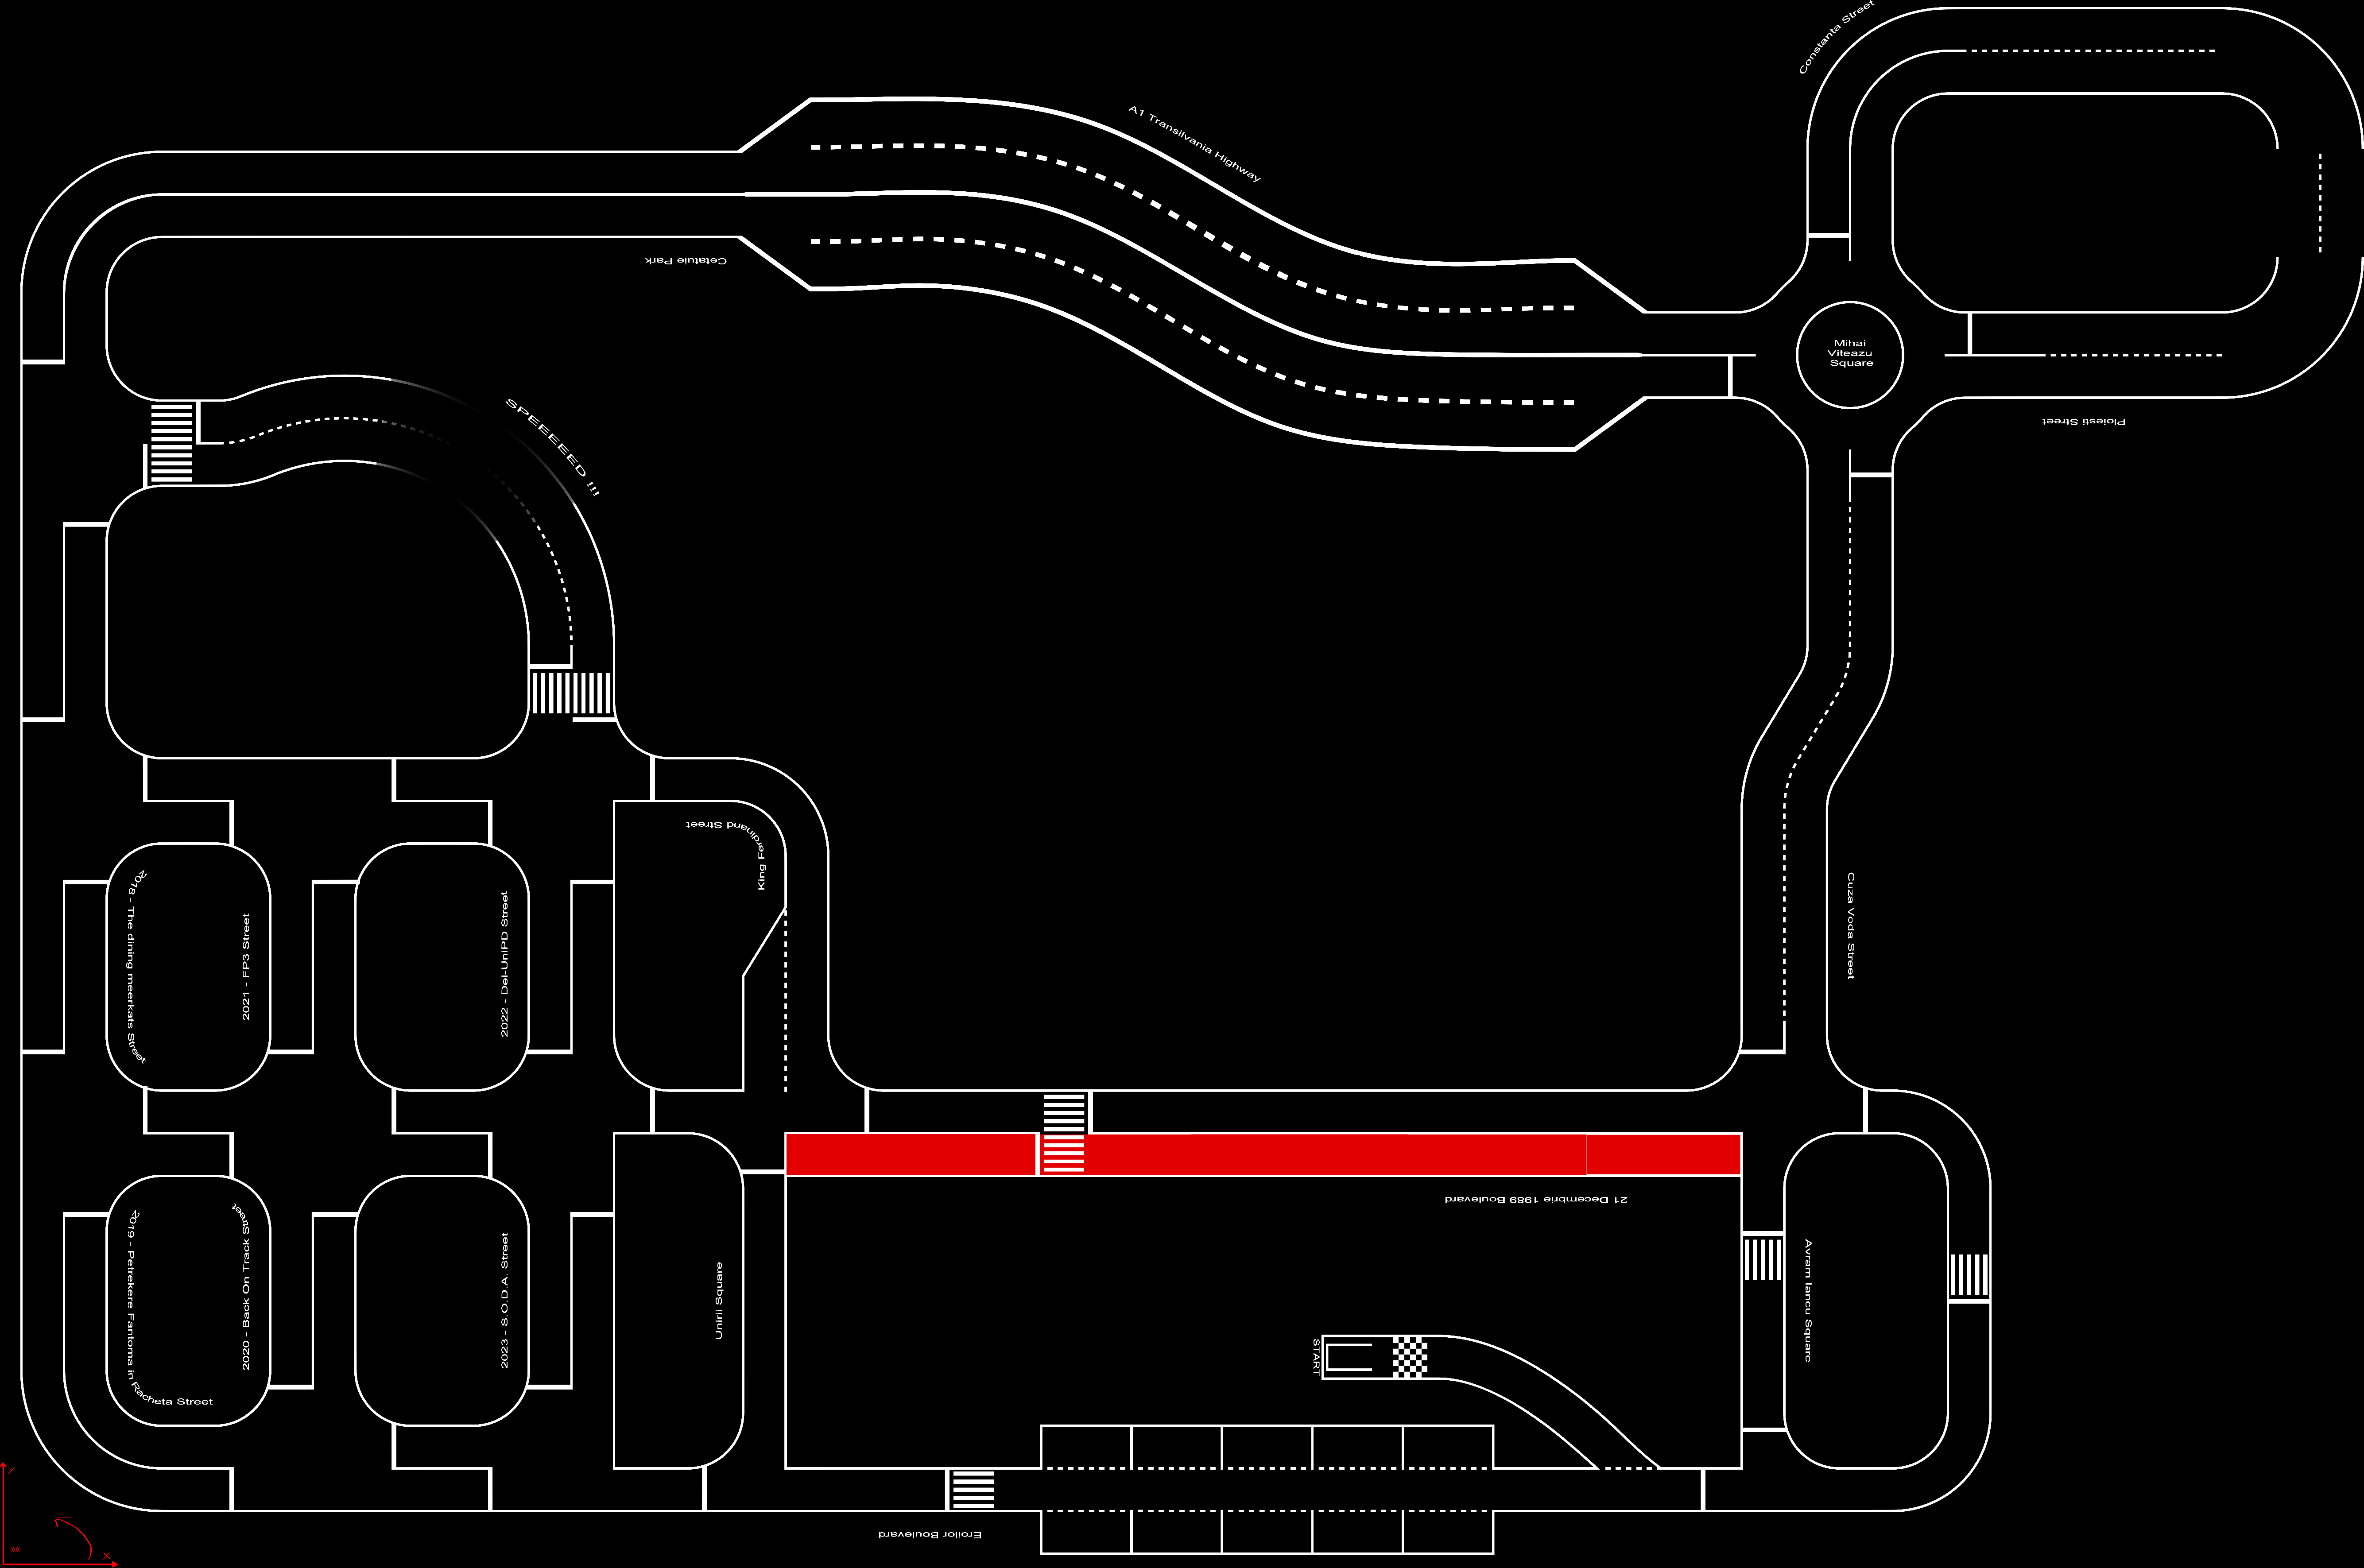 Constanta Street
A1 Transilvania Highway
Cetatuie Park
Mihai
Viteazu
Square
SPEEEEED !!!
Ploiesti Street
King Ferdinand Street
2018 - The dining meerkats Street
2021 - FP3 Street
2022 - Dei-UniPD Street
Cuza Voda Street
21 Decembrie 1989 Boulevard
2019 - Petrekere Fantoma in Racheta Street
2020 - Back On Track Street
2023 - S.O.D.A. Street
Unirii Square
Avram Iancu Square
START
Eroilor Boulevard
Y
X